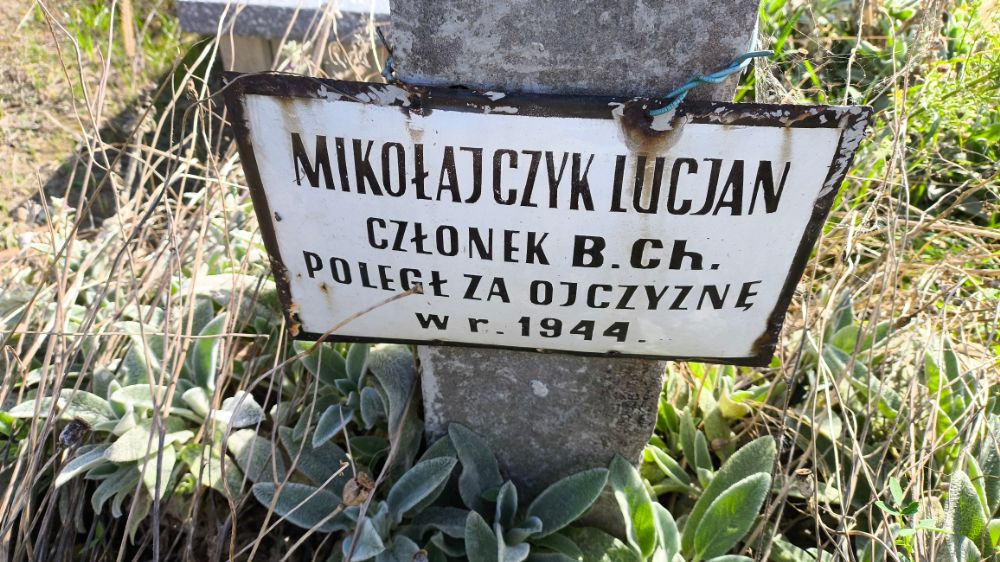 MIKOŁAJCZYK LUCJAN
CZŁONEK B.Ch.
POLEGŁ ZA OJCZYZNĘ
w r. 1944.